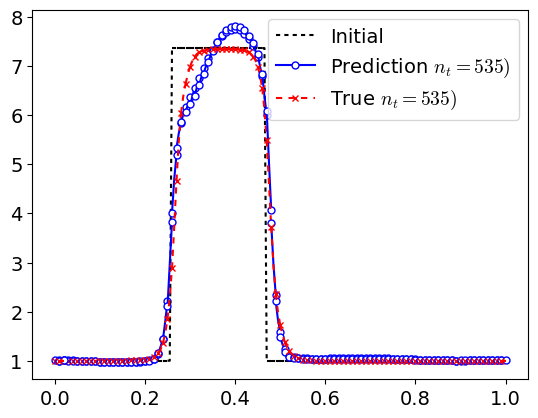 8
7
6
5
4
3
2
1
0.0 0.2 0.4 0.6 0.8 1.0
Initial
Prediction n_t = 535)
True n_t = 535)